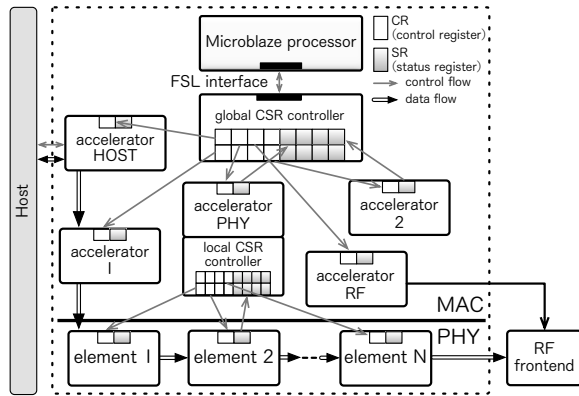 Microblaze processor
CR
(control register)
SR
(status register)
FSL interface
control flow
data flow
global CSR controller
accelerator
HOST
Host
accelerator
PHY
accelerator
2
accelerator
1
local CSR
controller
accelerator
RF
MAC
PHY
element 1
element 2
element N
RF
frontend